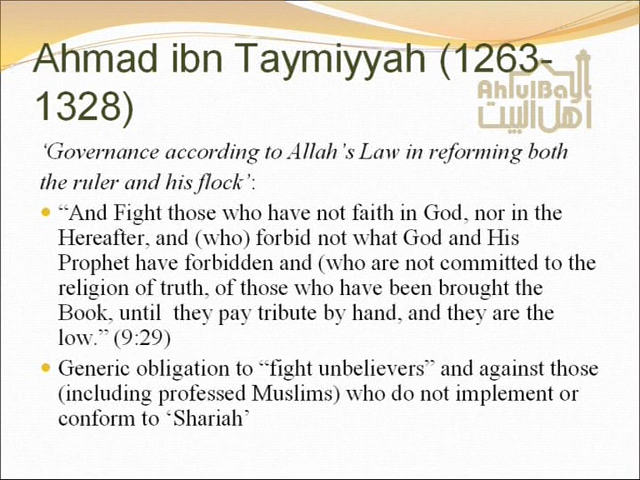 Ahmad ibn Taymiyyah (1263-
1328)
AhlulBayt
اهل البيت
‘Governance according to Allah’s Law in reforming both
the ruler and his flock’:
• “And Fight those who have not faith in God, nor in the
Hereafter, and (who) forbid not what God and His
Prophet have forbidden and (who are not committed to the
religion of truth, of those who have been brought the
Book, until  they pay tribute by hand, and they are the
low.” (9:29)
• Generic obligation to “fight unbelievers” and against those
(including professed Muslims) who do not implement or
conform to ‘Shariah’